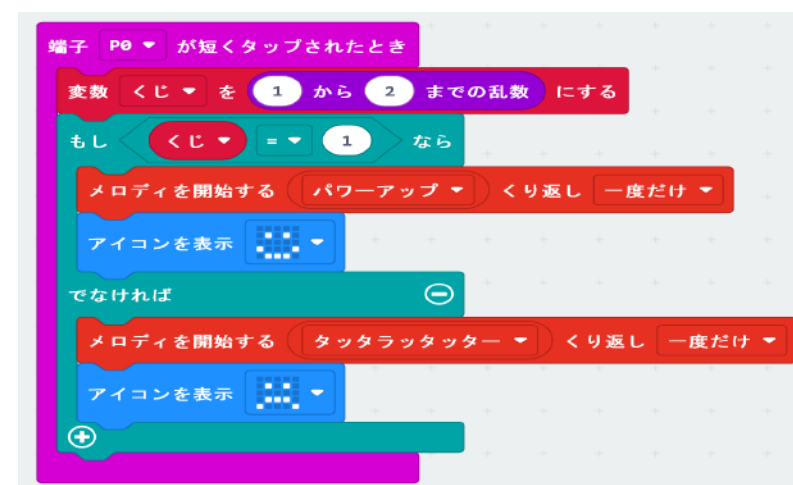 端子 P0 が短くタップされたとき
変数 くじ を 1 から 2 までの乱数 にする
もし くじ = 1 なら
メロディを開始する パワーアップ くり返し 一度だけ
アイコンを表示
でなければ
メロディを開始する タッタラッタッター くり返し 一度だけ
アイコンを表示